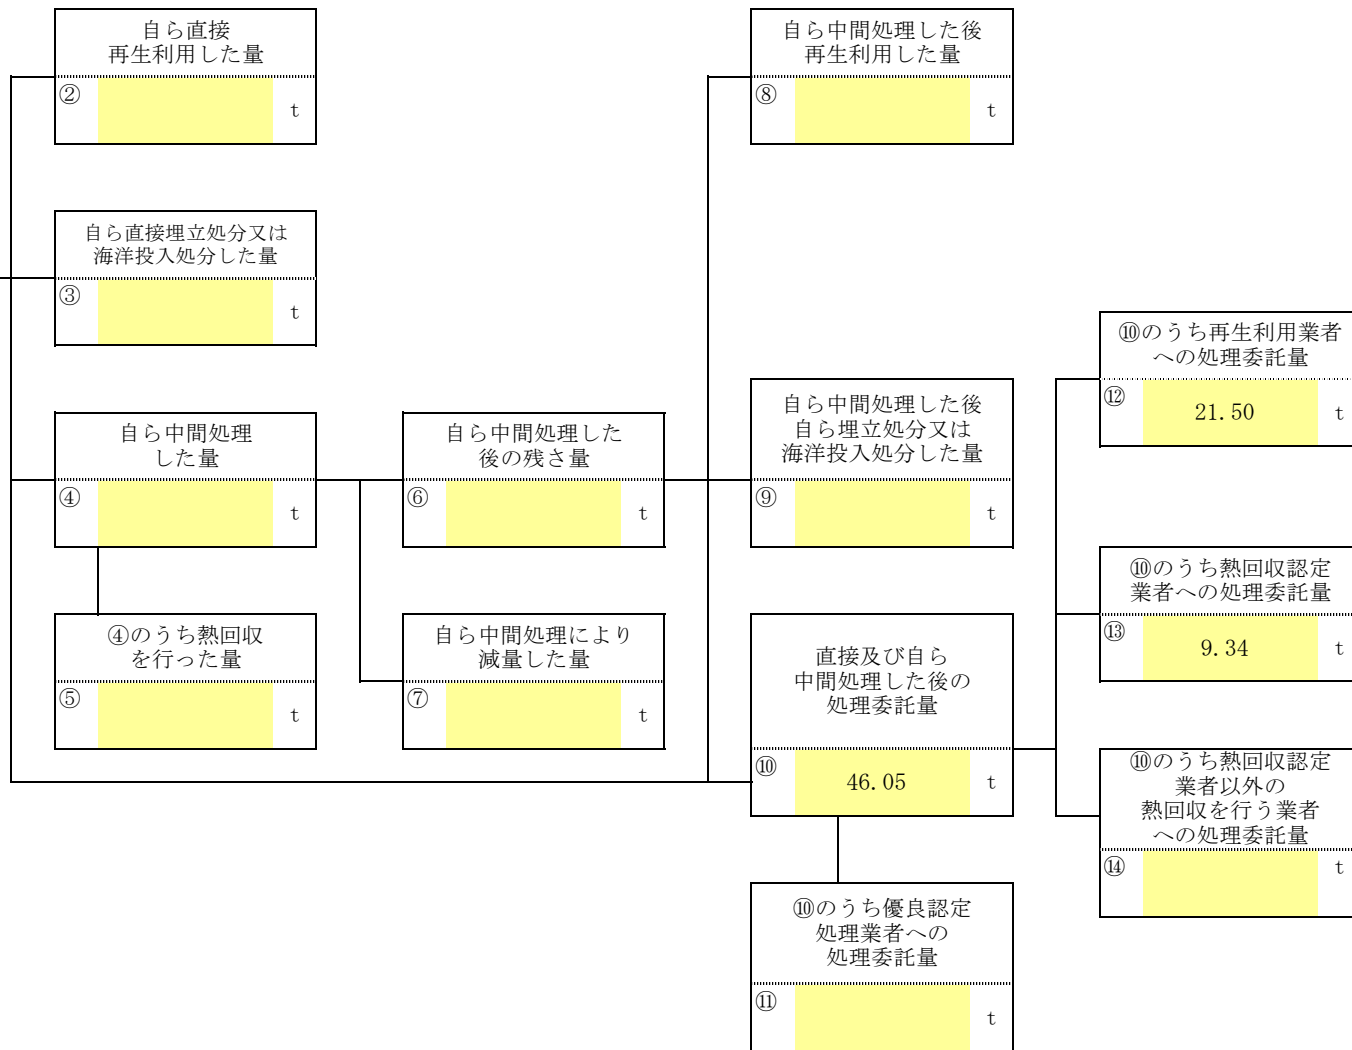 自ら直接
再生利用した量
②
t
自ら中間処理した後
再生利用した量
⑧
t
自ら直接埋立処分又は
海洋投入処分した量
③
t
⑩のうち再生利用業者
への処理委託量
⑫
21.50
t
自ら中間処理
した量
④
t
自ら中間処理した
後の残さ量
⑥
t
自ら中間処理した後
自ら埋立処分又は
海洋投入処分した量
⑨
t
⑩のうち熱回収認定
業者への処理委託量
⑬
9.34
t
④のうち熱回収
を行った量
⑤
t
自ら中間処理により
減量した量
⑦
t
直接及び自ら
中間処理した後の
処理委託量
⑩
46.05
t
⑩のうち熱回収認定
業者以外の
熱回収を行う業者
への処理委託量
⑭
t
⑩のうち優良認定
処理業者への
処理委託量
⑪
t